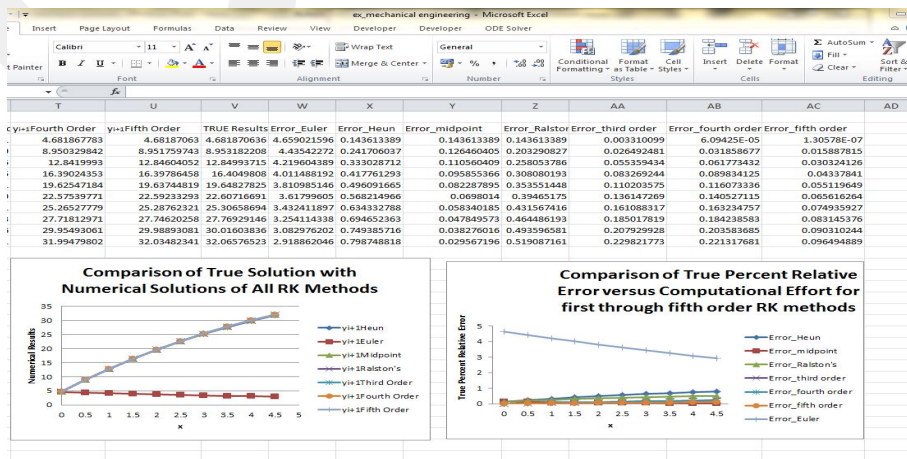 ex_mechanical engineering - Microsoft Excel
Insert Page Layout Formulas Data Review View Developer Developer ODE Solver
Calibri 11 A A Wrap Text General Σ AutoSum
Painter B I U A Merge & Center $ % , .00 .00 Conditional Format Cell Insert Delete Format Fill Sort &
Formatting as Table Styles Clear Filter
Font Alignment Number Styles Cells Editing
fx
T U V W X Y Z AA AB AC AD
yi+1Fourth Order yi+1Fifth Order TRUE Results Error_Euler Error_Heun Error_midpoint Error_Ralston Error_third order Error_fourth order Error_fifth order
4.681867783 4.68187063 4.68187036 4.659021596 0.143613389 0.143613389 0.143613389 0.003310099 6.09425E-05 1.30578E-07
8.950329842 8.951759743 8.953182208 4.43542272 0.241706037 0.126460405 0.203290827 0.026492481 0.031858677 0.015887815
12.8419993 12.84604052 12.84993715 4.219604389 0.333028712 0.110560409 0.258053786 0.055359434 0.061773432 0.030324126
16.39024353 16.39786458 16.4049808 4.011488192 0.417761293 0.095855366 0.308080193 0.083269244 0.089834125 0.04337841
19.62547184 19.63744819 19.64827825 3.810985146 0.496091665 0.082287895 0.353551448 0.110203575 0.116073336 0.055119649
22.57539771 22.59233293 22.60716691 3.61799605 0.568214966 0.0698014 0.39465175 0.136147269 0.140527115 0.065616264
25.26527779 25.28762321 25.30658694 3.432411897 0.634332788 0.058340185 0.431567416 0.161088317 0.163234757 0.074935927
27.71812971 27.74620258 27.76929146 3.254114338 0.694652363 0.047849573 0.464486193 0.185017819 0.184238583 0.083145376
29.95493061 29.98893081 30.01603836 3.082976202 0.749385716 0.038276016 0.493596581 0.207929928 0.203583685 0.090310244
31.99479802 32.03482341 32.06576523 2.918862046 0.798748818 0.029567196 0.519087161 0.229821773 0.221317681 0.096494889
Comparison of True Solution with
Numerical Solutions of All RK Methods
Numerical Results
35
30
25
20
15
10
5
0
0 0.5 1 1.5 2 2.5 3 3.5 4 4.5 5
x
yi+1Heun
yi+1Euler
yi+1Midpoint
yi+1Ralston's
yi+1Third Order
yi+1Fourth Order
yi+1Fifth Order
Comparison of True Percent Relative
Error versus Computational Effort for
first through fifth order RK methods
True Percent Relative Error
5
4
3
2
1
0
0 0.5 1 1.5 2 2.5 3 3.5 4 4.5
x
Error_Heun
Error_midpoint
Error_Ralston's
Error_third order
Error_fourth order
Error_fifth order
Error_Euler